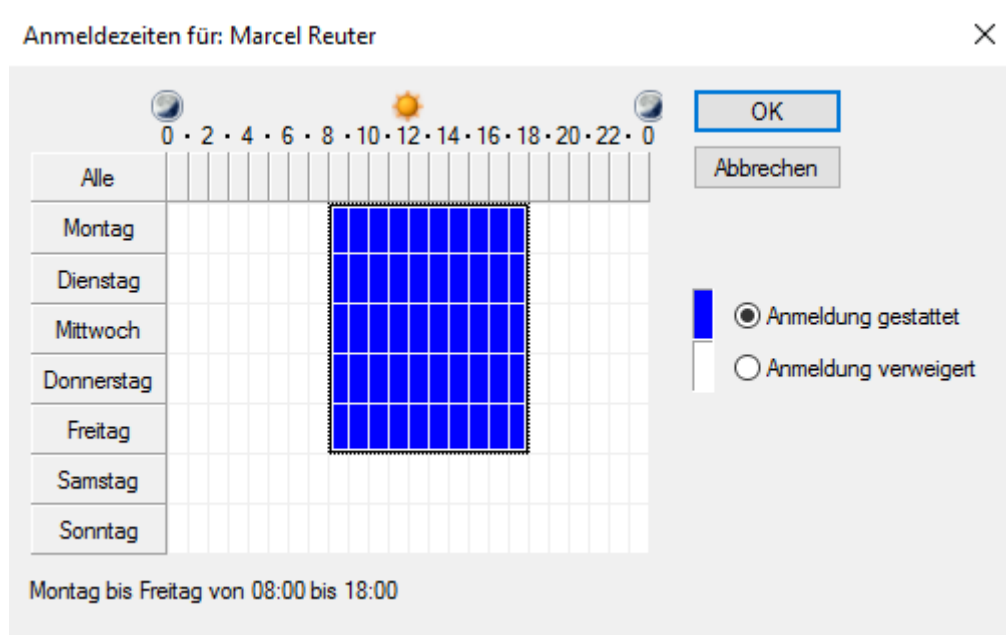 Anmeldezeiten für: Marcel Reuter
0 · 2 · 4 · 6 · 8 · 10 · 12 · 14 · 16 · 18 · 20 · 22 · 0
OK
Abbrechen
Alle
Montag
Dienstag
Mittwoch
Donnerstag
Freitag
Samstag
Sonntag
Anmeldung gestattet
Anmeldung verweigert
Montag bis Freitag von 08:00 bis 18:00